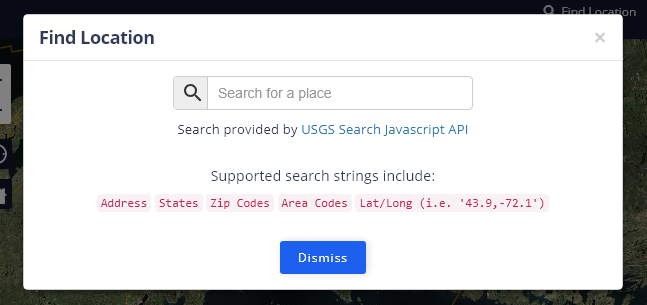 Find Location
Find Location
×
Search for a place
Search provided by USGS Search Javascript API
Supported search strings include:
Address States Zip Codes Area Codes Lat/Long (i.e. '43.9,-72.1')
Dismiss